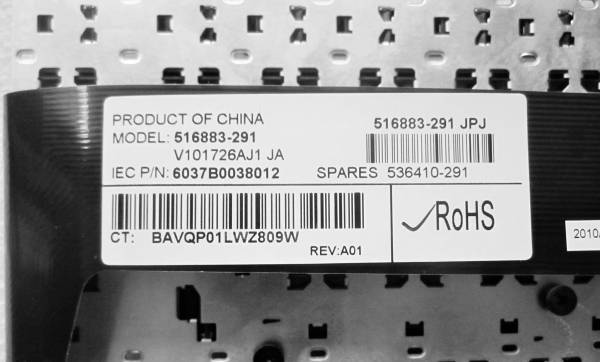 PRODUCT OF CHINA
MODEL: 516883-291
V101726AJ1 JA
IEC P/N: 6037B0038012
516883-291 JPJ
SPARES 536410-291
CT: BAVQP01LWZ809W
REV:A01
RoHS